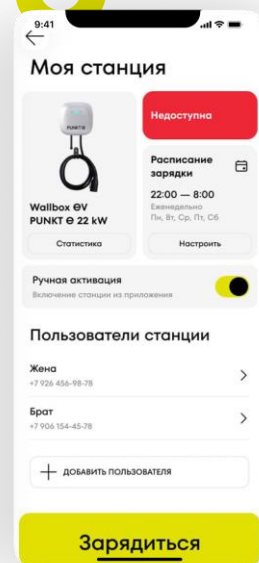 9:41
Моя станция
PUNKT E
Wallbox EV
PUNKT E 22 kW
Статистика
Недоступна
Расписание
зарядки
22:00 — 8:00
Еженедельно
Пн, Вт, Ср, Пт, Сб
Настроить
Ручная активация
Включение станции из приложения
Пользователи станции
Жена
+7 926 456-98-78
Брат
+7 906 154-45-78
ДОБАВИТЬ ПОЛЬЗОВАТЕЛЯ
Зарядиться